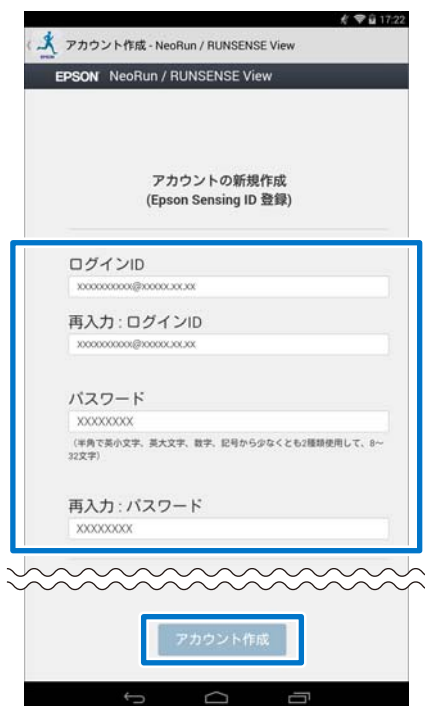 17:22
アカウント作成 - NeoRun / RUNSENSE View
EPSON NeoRun / RUNSENSE View
アカウントの新規作成
(Epson Sensing ID 登録)
ログインID
xxxxxxxxxx@xxxxx.xx.xx
再入力 : ログインID
xxxxxxxxxx@xxxxx.xx.xx
パスワード
XXXXXXXX
（半角で英小文字、英大文字、数字、記号から少なくとも2種類使用して、8～
32文字）
再入力 : パスワード
XXXXXXXX
アカウント作成